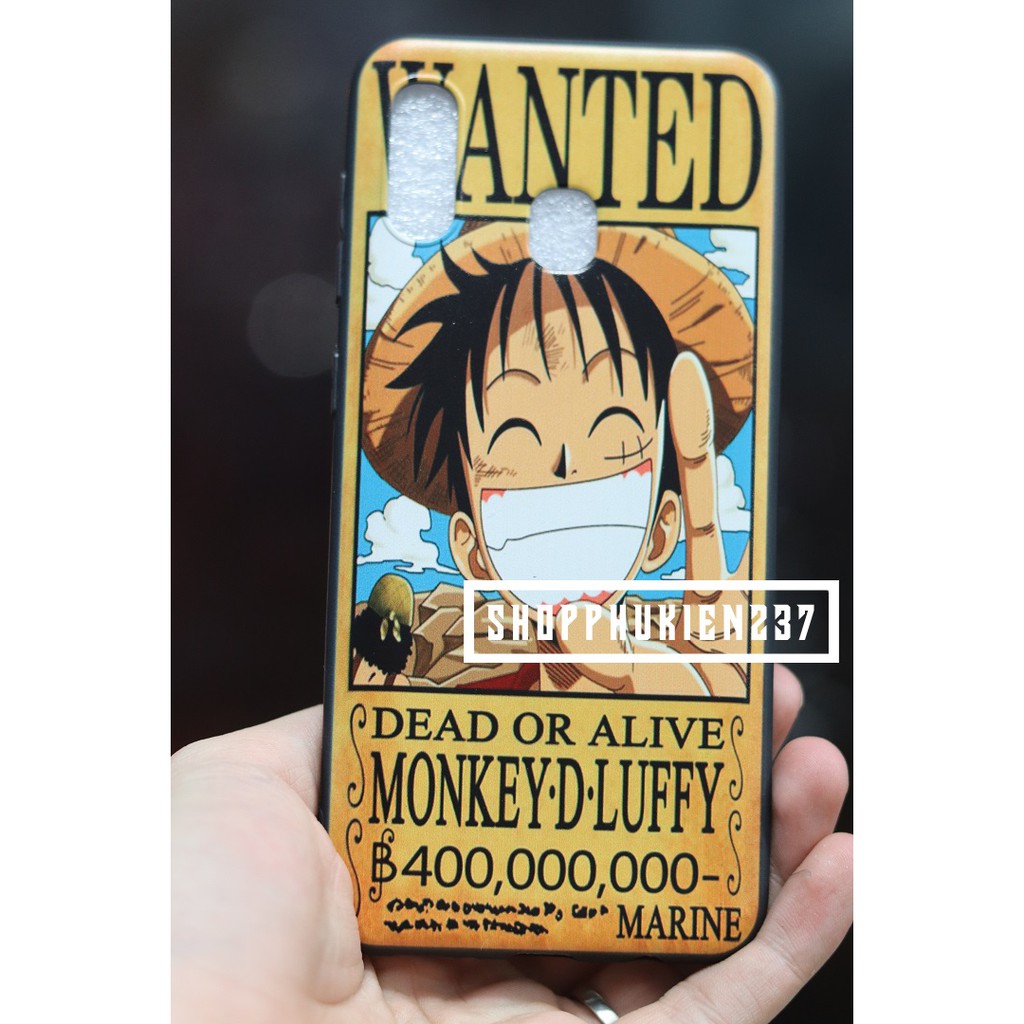 WANTED
SHOPPHUKIEN237
DEAD OR ALIVE
MONKEY·D·LUFFY
฿400,000,000-
MARINE